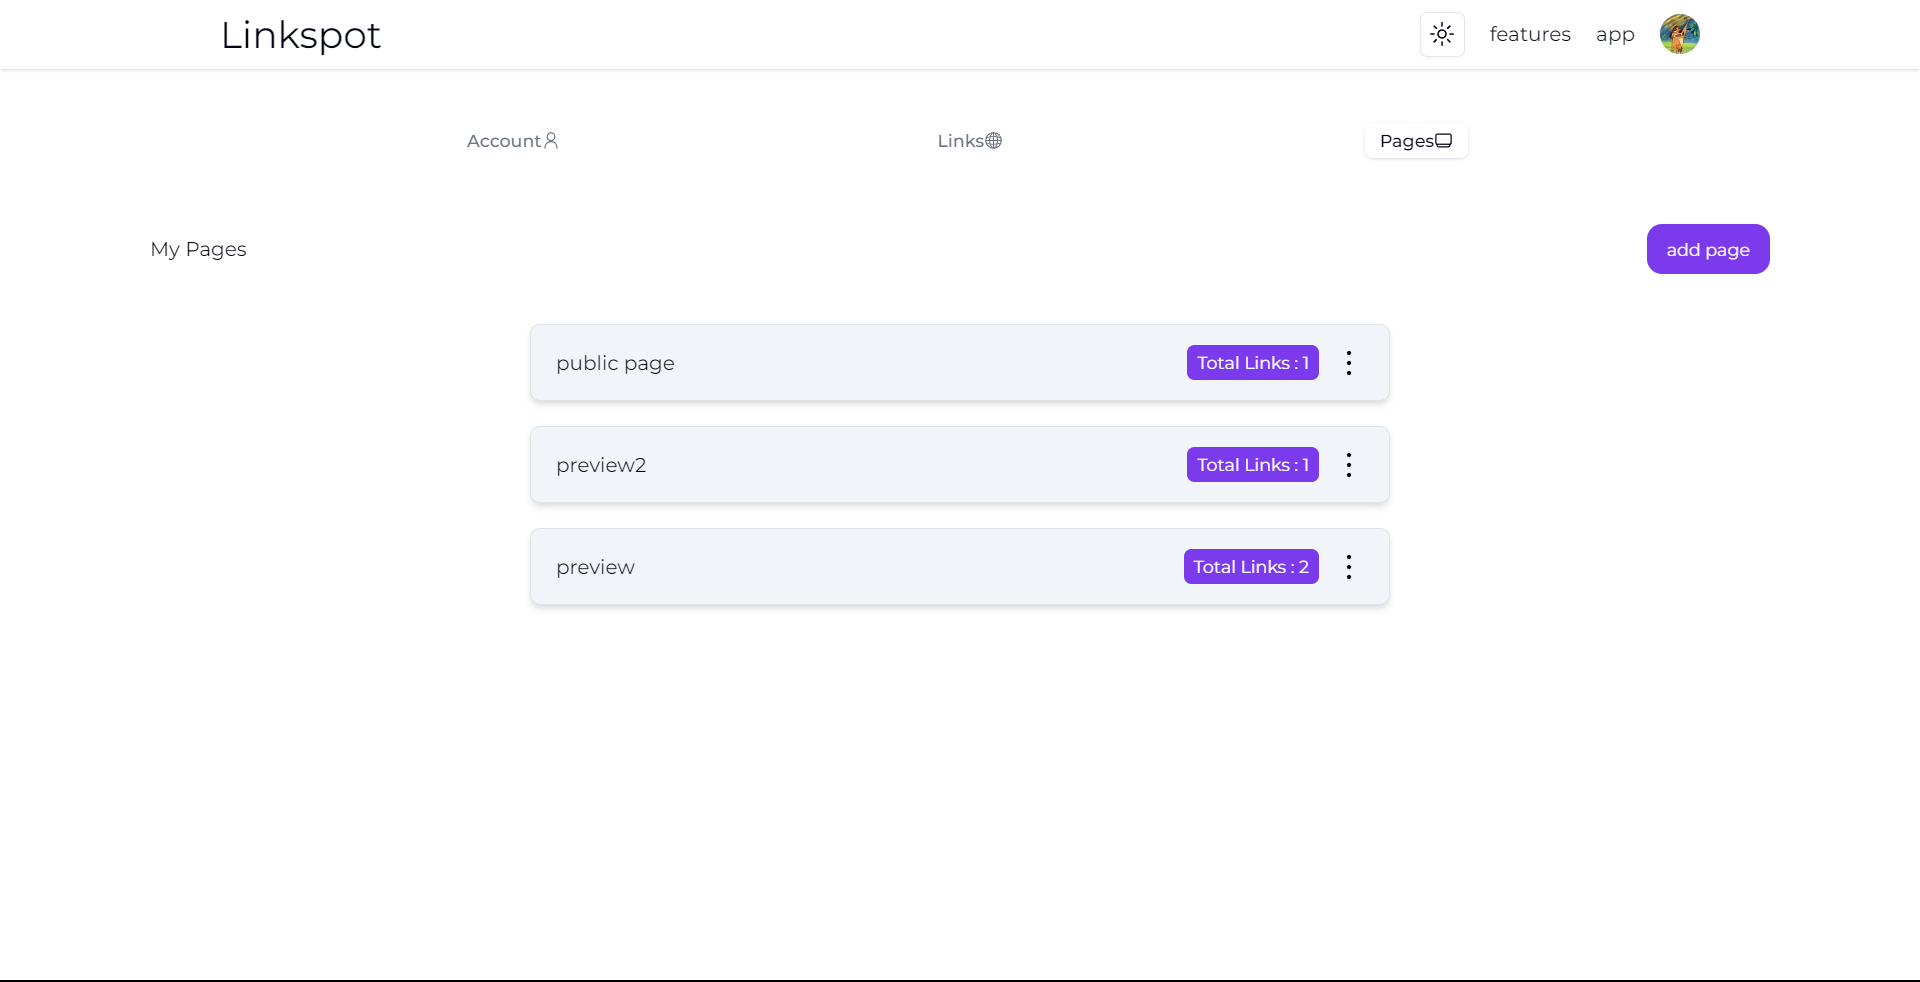 Linkspot
features app
Account Links Pages
My Pages
add page
public page Total Links : 1
preview2 Total Links : 1
preview Total Links : 2